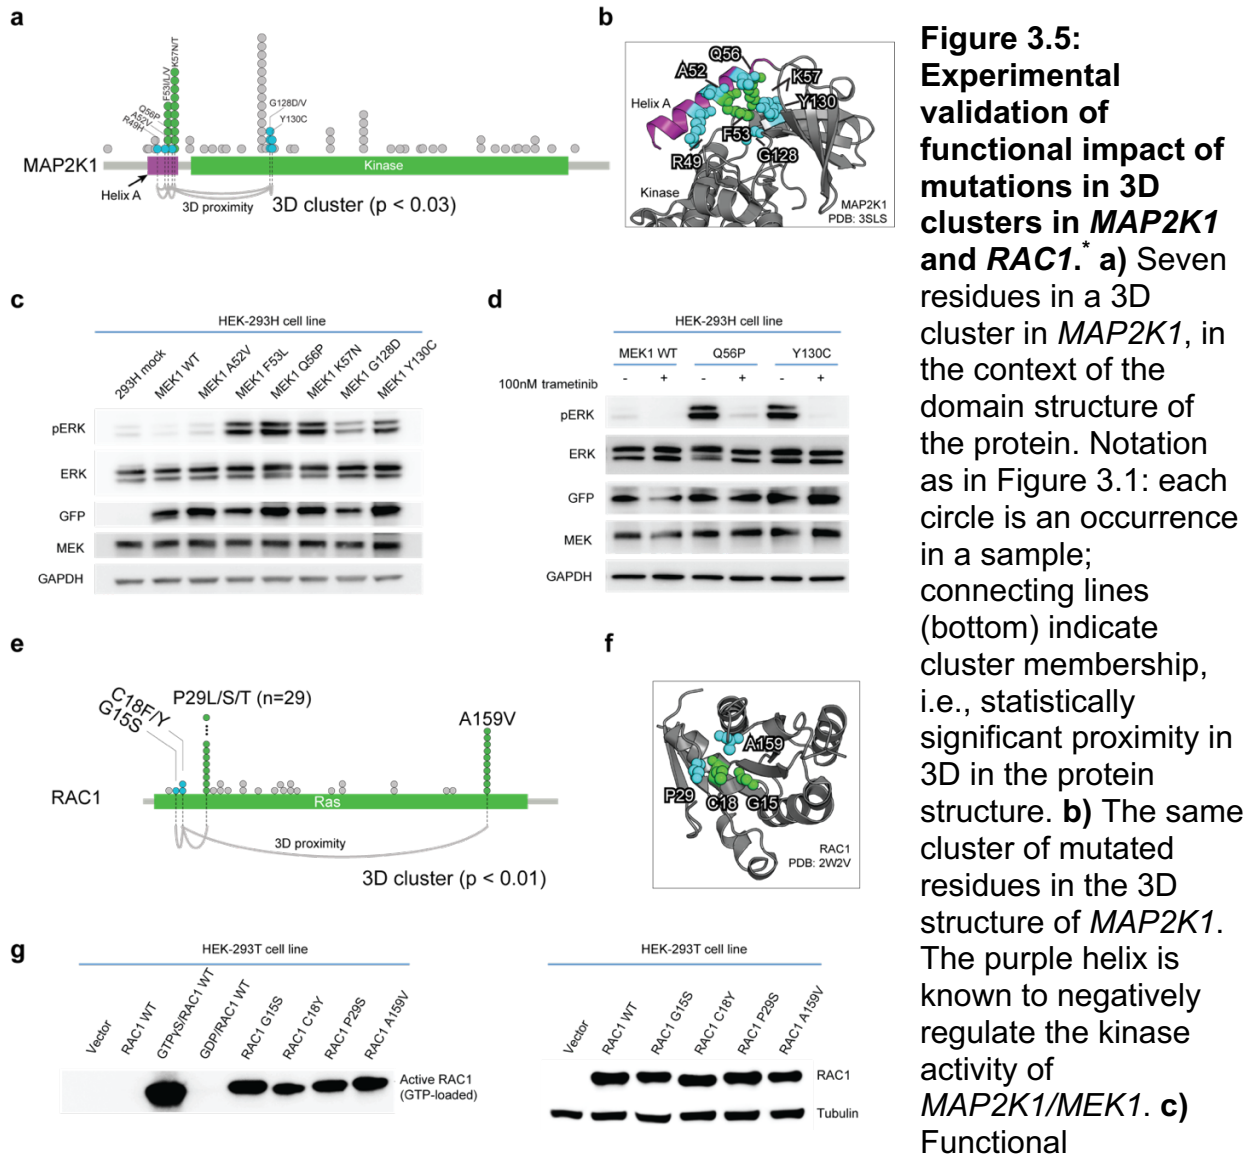 a
K57N/T
F53I/L/V
Q56P
A52V
R49H
G128D/V
Y130C
MAP2K1
Kinase
Helix A
3D proximity
3D cluster (p < 0.03)
b
Q56
A52
K57
Helix A
Y130
F53
R49
G128
Kinase
MAP2K1
PDB: 3SLS
c
HEK-293H cell line
293H mock
MEK1 WT
MEK1 A52V
MEK1 F53L
MEK1 Q56P
MEK1 K57N
MEK1 G128D
MEK1 Y130C
pERK
ERK
GFP
MEK
GAPDH
d
HEK-293H cell line
MEK1 WT Q56P Y130C
100nM trametinib - + - + - +
pERK
ERK
GFP
MEK
GAPDH
e
C18F/Y
G15S
P29L/S/T (n=29)
A159V
RAC1
Ras
3D proximity
3D cluster (p < 0.01)
f
A159
P29
C18
G15
RAC1
PDB: 2W2V
g
HEK-293T cell line
Vector
RAC1 WT
GTPγS/RAC1 WT
GDP/RAC1 WT
RAC1 G15S
RAC1 C18Y
RAC1 P29S
RAC1 A159V
Active RAC1
(GTP-loaded)
HEK-293T cell line
Vector
RAC1 WT
RAC1 G15S
RAC1 C18Y
RAC1 P29S
RAC1 A159V
RAC1
Tubulin
Figure 3.5:
Experimental
validation of
functional impact of
mutations in 3D
clusters in MAP2K1
and RAC1.* a) Seven
residues in a 3D
cluster in MAP2K1, in
the context of the
domain structure of
the protein. Notation
as in Figure 3.1: each
circle is an occurrence
in a sample;
connecting lines
(bottom) indicate
cluster membership,
i.e., statistically
significant proximity in
3D in the protein
structure. b) The same
cluster of mutated
residues in the 3D
structure of MAP2K1.
The purple helix is
known to negatively
regulate the kinase
activity of
MAP2K1/MEK1. c)
Functional